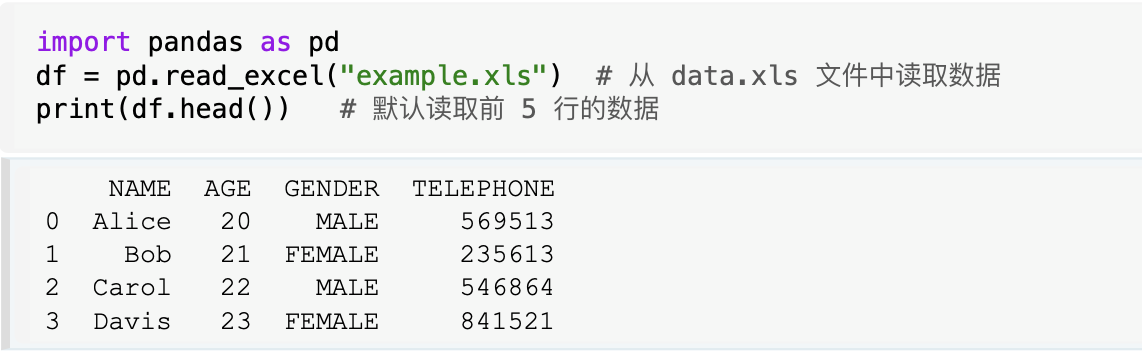 import pandas as pd
df = pd.read_excel("example.xls")  # 从 data.xls 文件中读取数据
print(df.head())   # 默认读取前 5 行的数据
    NAME  AGE  GENDER  TELEPHONE
0  Alice   20    MALE     569513
1    Bob   21  FEMALE     235613
2  Carol   22    MALE     546864
3  Davis   23  FEMALE     841521